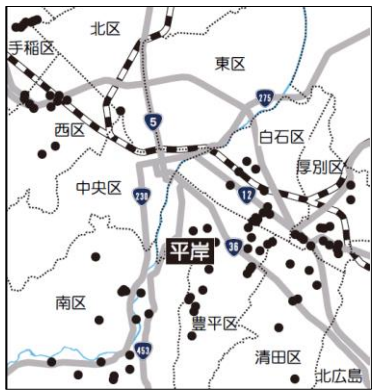 北区
手稲区
東区
275
西区
5
白石区
厚別区
中央区
230
12
平岸
36
南区
豊平区
453
清田区
北広島